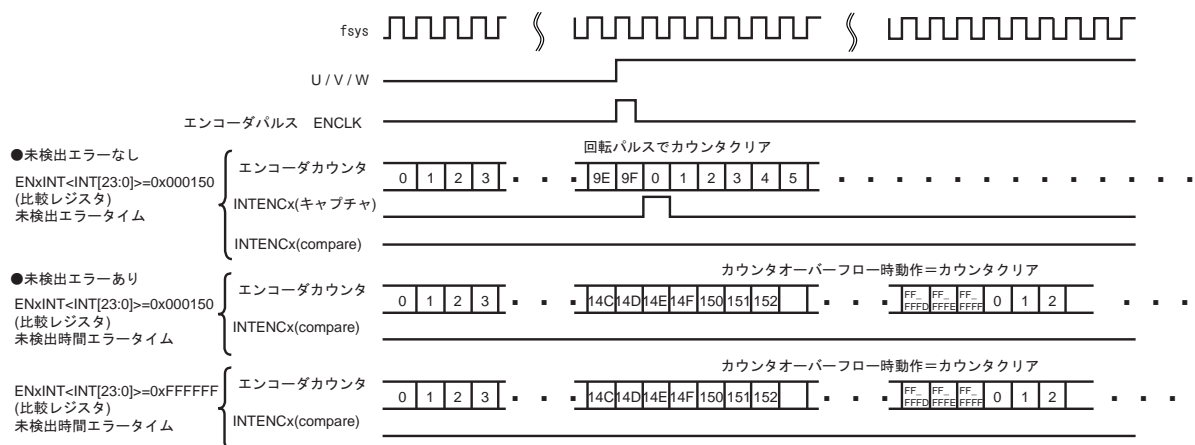 fsys
U / V / W
エンコーダパルス ENCLK
●未検出エラーなし
ENxINT<INT[23:0]>=0x000150
(比較レジスタ)
未検出エラータイム
回転パルスでカウンタクリア
エンコーダカウンタ
0 1 2 3 9E 9F 0 1 2 3 4 5
INTENCx(キャプチャ)
INTENCx(compare)
●未検出エラーあり
ENxINT<INT[23:0]>=0x000150
(比較レジスタ)
未検出時間エラータイム
カウンタオーバーフロー時動作=カウンタクリア
エンコーダカウンタ
0 1 2 3 14C 14D 14E 14F 150 151 152 FF_FFFD FF_FFFE FF_FFFF 0 1 2
INTENCx(compare)
ENxINT<INT[23:0]>=0xFFFFFF
(比較レジスタ)
未検出時間エラータイム
カウンタオーバーフロー時動作=カウンタクリア
エンコーダカウンタ
0 1 2 3 14C 14D 14E 14F 150 151 152 FF_FFFD FF_FFFE FF_FFFF 0 1 2
INTENCx(compare)